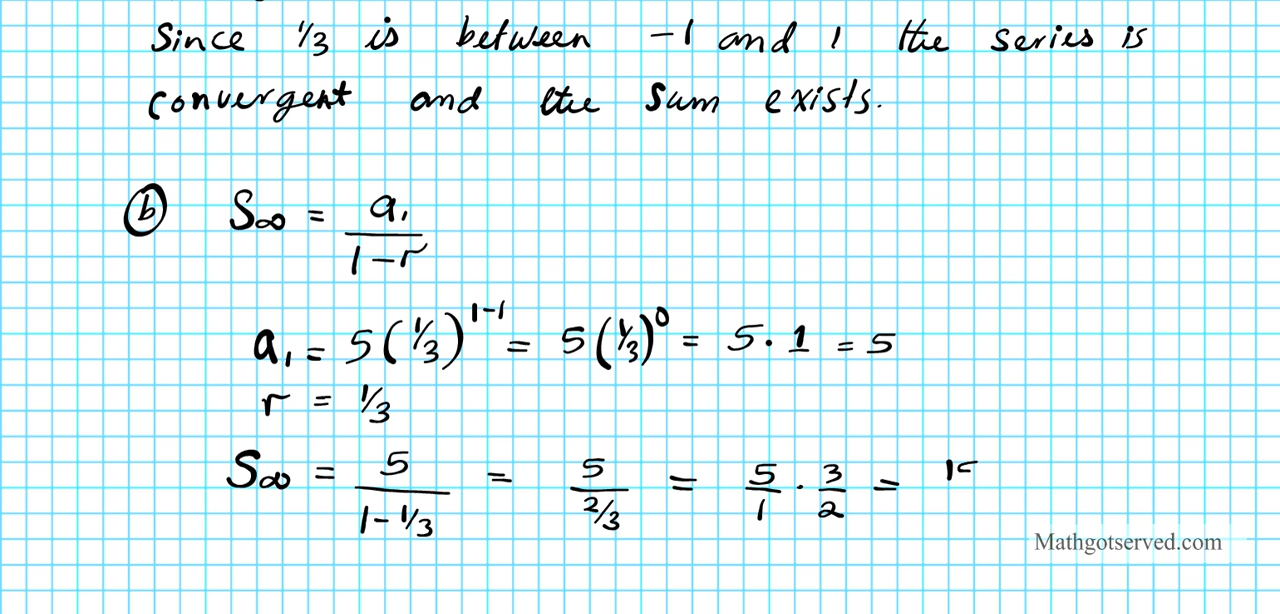 Since 1/3 is between -1 and 1 the series is
convergent and the sum exists.
(b) S∞ = a₁/(1-r)
a₁ = 5(1/3)^(1-1) = 5(1/3)^0 = 5 · 1 = 5
r = 1/3
S∞ = 5/(1 - 1/3) = 5/(2/3) = 5/1 · 3/2 =
Mathgotserved.com